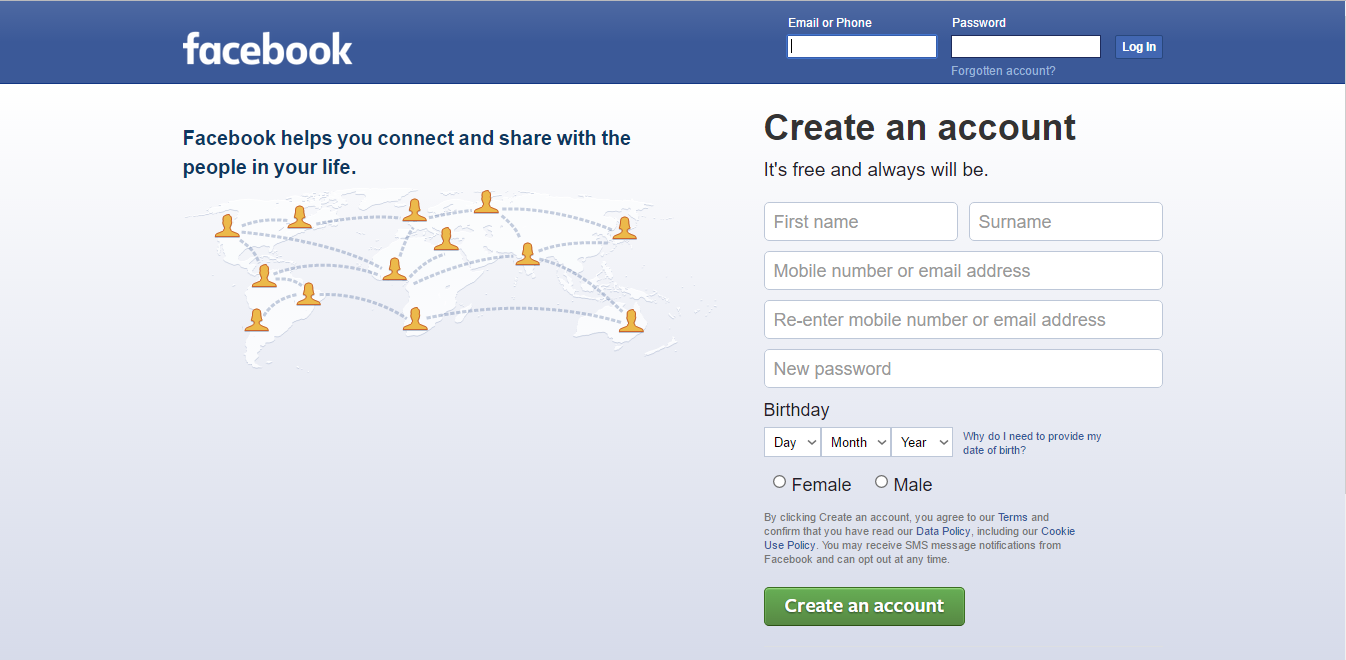 facebook
Email or Phone
Password
Log In
Forgotten account?
Facebook helps you connect and share with the
people in your life.
Create an account
It's free and always will be.
First name
Surname
Mobile number or email address
Re-enter mobile number or email address
New password
Birthday
Day
Month
Year
Why do I need to provide my
date of birth?
Female
Male
By clicking Create an account, you agree to our Terms and
confirm that you have read our Data Policy, including our Cookie
Use Policy. You may receive SMS message notifications from
Facebook and can opt out at any time.
Create an account